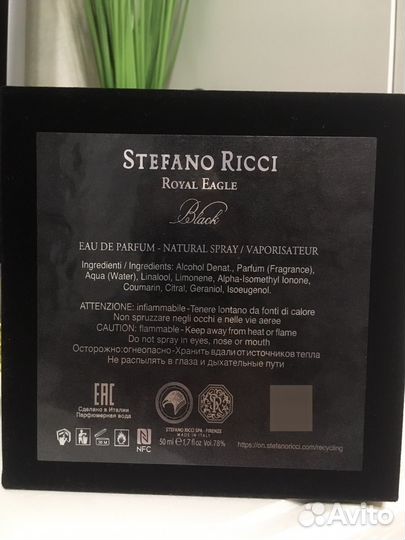 STEFANO RICCI
ROYAL EAGLE
Black
EAU DE PARFUM - NATURAL SPRAY / VAPORISATEUR
Ingredienti / Ingredients: Alcohol Denat., Parfum (Fragrance),
Aqua (Water), Linalool, Limonene, Alpha-Isomethyl Ionone,
Coumarin, Citral, Geraniol, Isoeugenol.
ATTENZIONE: infiammabile - Tenere lontano da fonti di calore
Non spruzzare negli occhi e nelle vie aeree
CAUTION: flammable - Keep away from heat or flame
Do not spray in eyes, nose or mouth
Осторожно: огнеопасно - Хранить вдали от источников тепла
Не распылять в глаза и дыхательные пути
EAC
Сделано в Италии
Парфюмерная вода
36 M
NFC
SR
STEFANO RICCI SPA - FIRENZE
MADE IN ITALY
50 ml ℮ 1,7 fl oz Vol.78%
https://on.stefanoricci.com/recycling
Avito